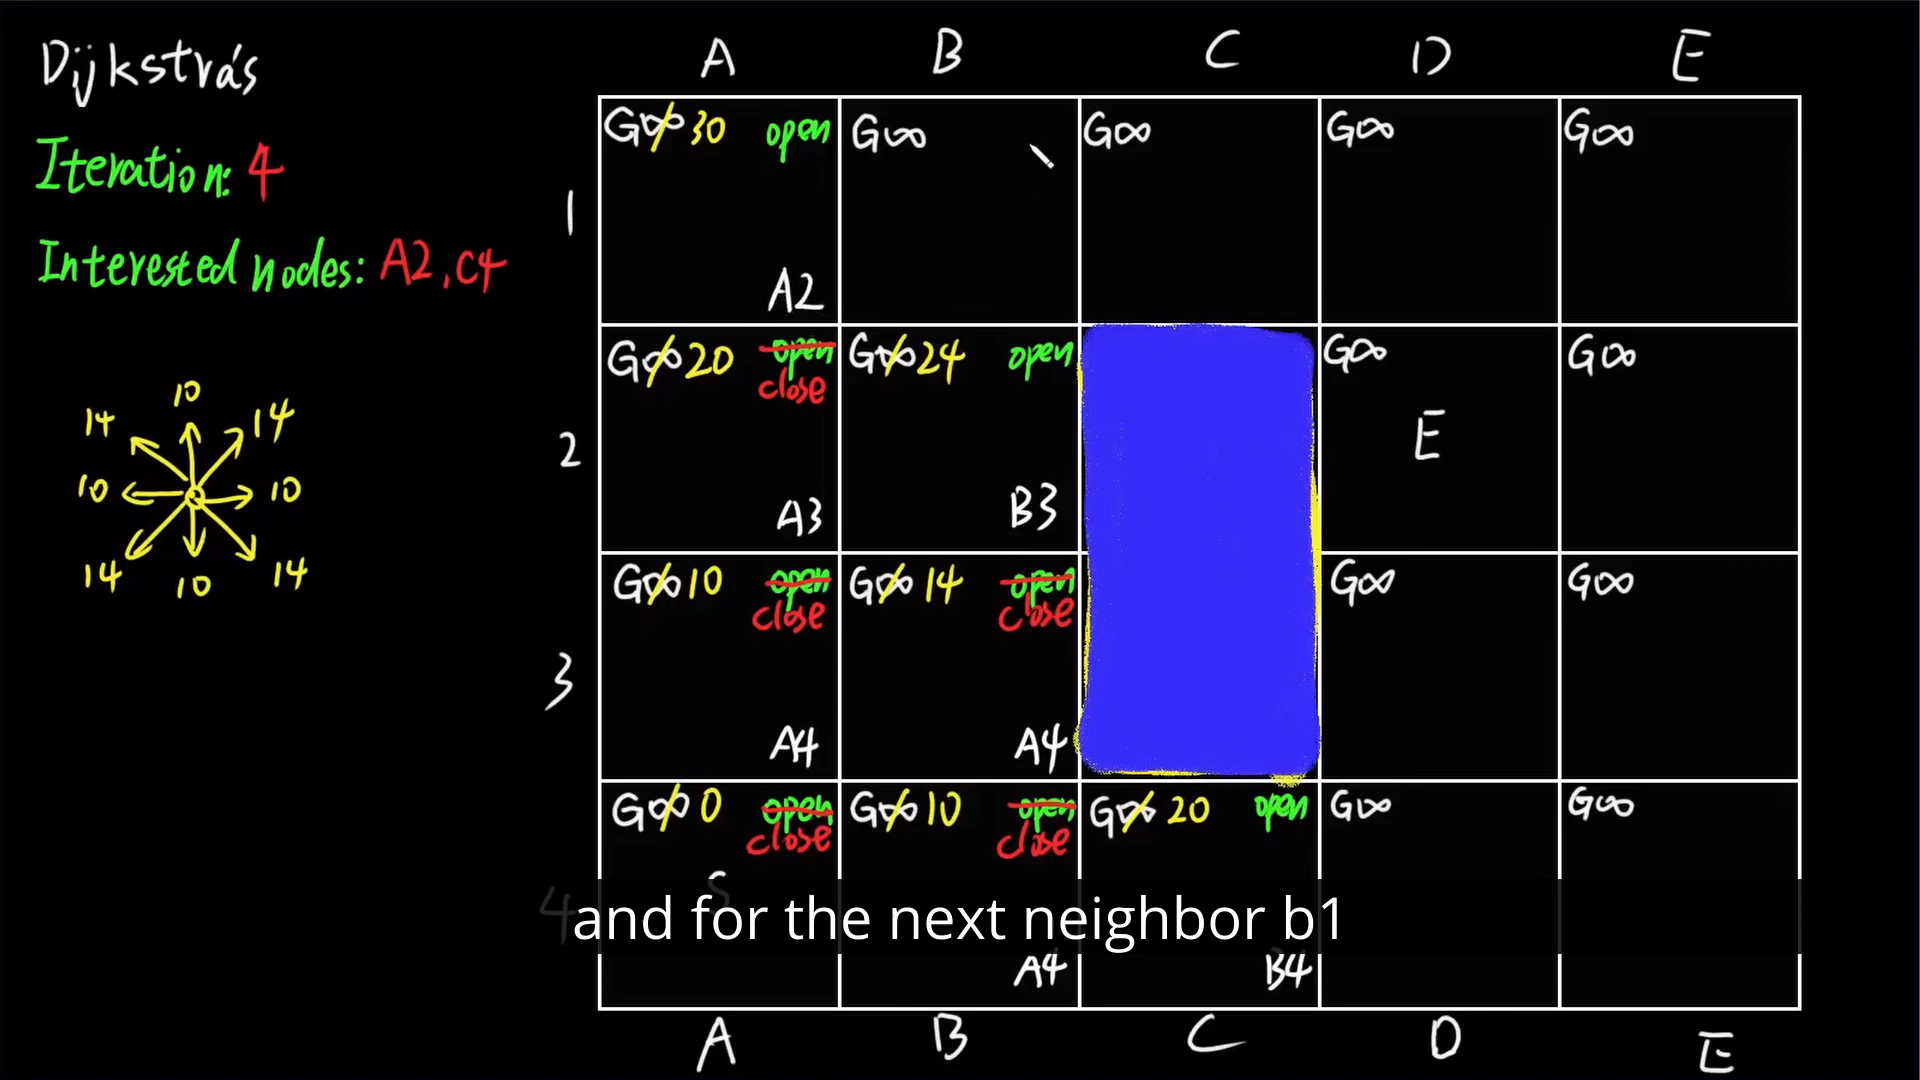 Dijkstra's
Iteration: 4
Interested nodes: A2, C4
10
14 14
10 10
14 10 14
A B C D E
1
G∞ 30 open
A2
G∞
G∞
G∞
G∞
2
G∞ 20 open
close
A3
G∞ 24 open
B3
G∞
E
G∞
3
G∞ 10 open
close
A4
G∞ 14 open
close
A4
G∞
G∞
4
G∞ 0 open
close
S
G∞ 10 open
close
A4
G∞ 20 open
B4
G∞
G∞
and for the next neighbor b1
A B C D E